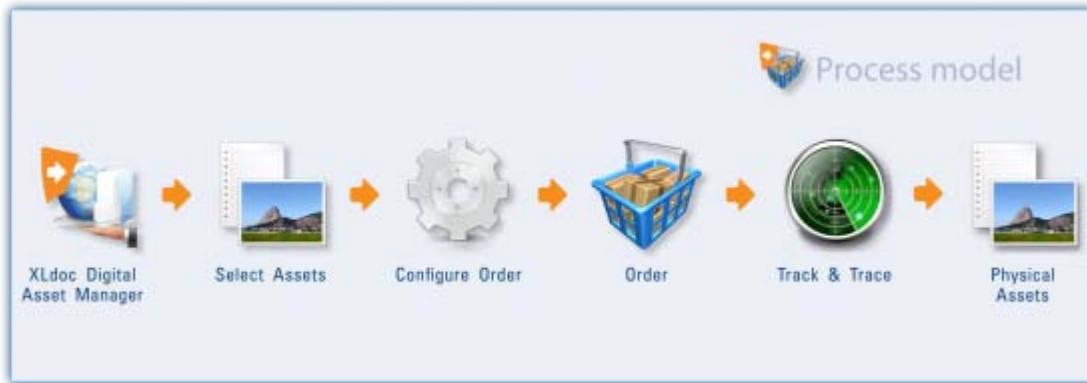 Process model
XLdoc Digital
Asset Manager
Select Assets
Configure Order
Order
Track & Trace
Physical
Assets